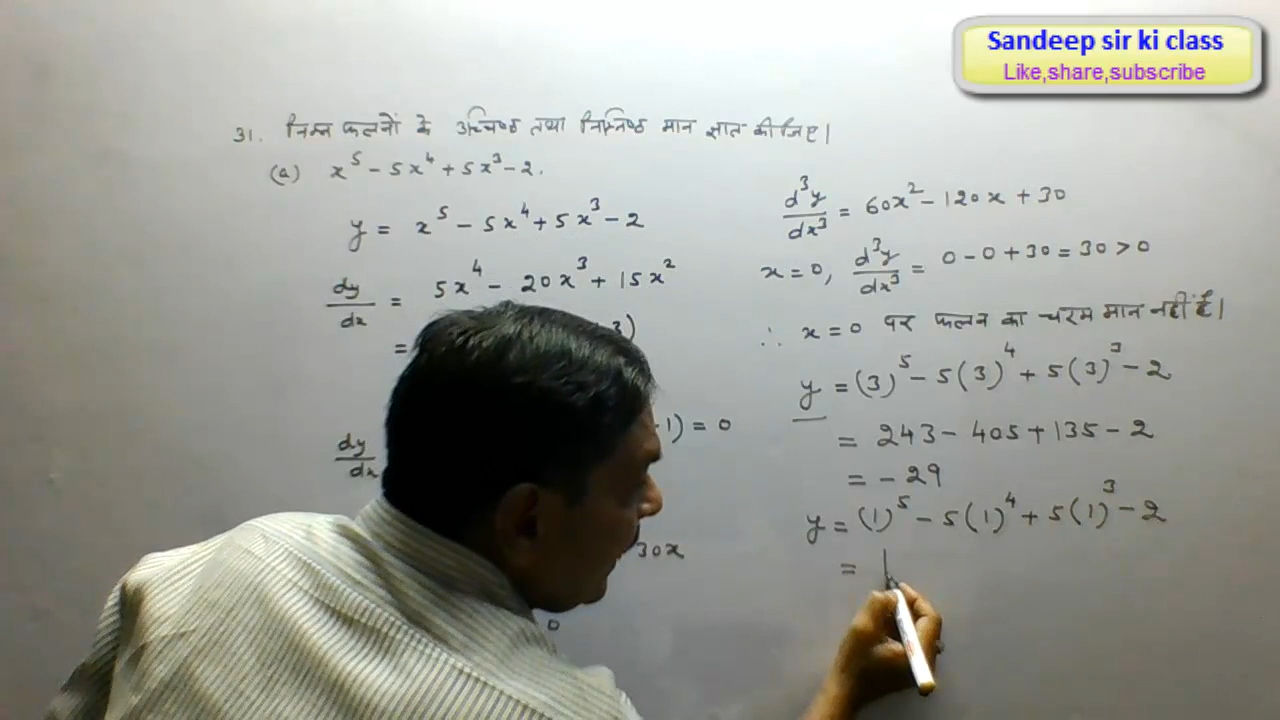 Sandeep sir ki class
Like,share,subscribe
31. निम्न फलनों के उच्चिष्ठ तथा निम्निष्ठ मान ज्ञात कीजिए।
(a) x⁵ - 5x⁴ + 5x³ - 2.
y = x⁵ - 5x⁴ + 5x³ - 2
dy/dx = 5x⁴ - 20x³ + 15x²
= 3)
-1) = 0
dy/dx
30x
0
d³y/dx³ = 60x² - 120x + 30
x = 0, d³y/dx³ = 0 - 0 + 30 = 30 > 0
∴ x = 0 पर फलन का चरम मान नहीं है।
y = (3)⁵ - 5(3)⁴ + 5(3)³ - 2
= 243 - 405 + 135 - 2
= - 29
y = (1)⁵ - 5(1)⁴ + 5(1)³ - 2
= 1